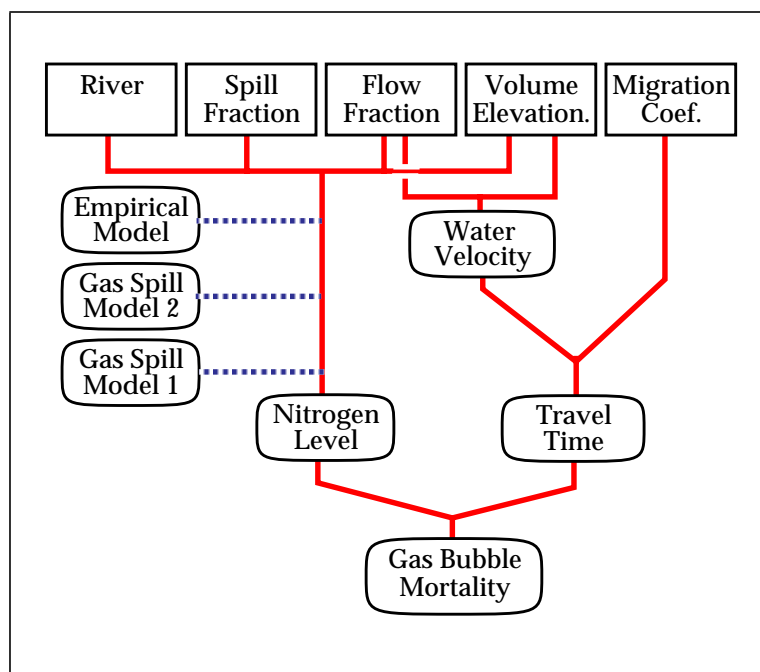 River
Spill
Fraction
Flow
Fraction
Volume
Elevation.
Migration
Coef.
Empirical
Model
Water
Velocity
Gas Spill
Model 2
Gas Spill
Model 1
Nitrogen
Level
Travel
Time
Gas Bubble
Mortality